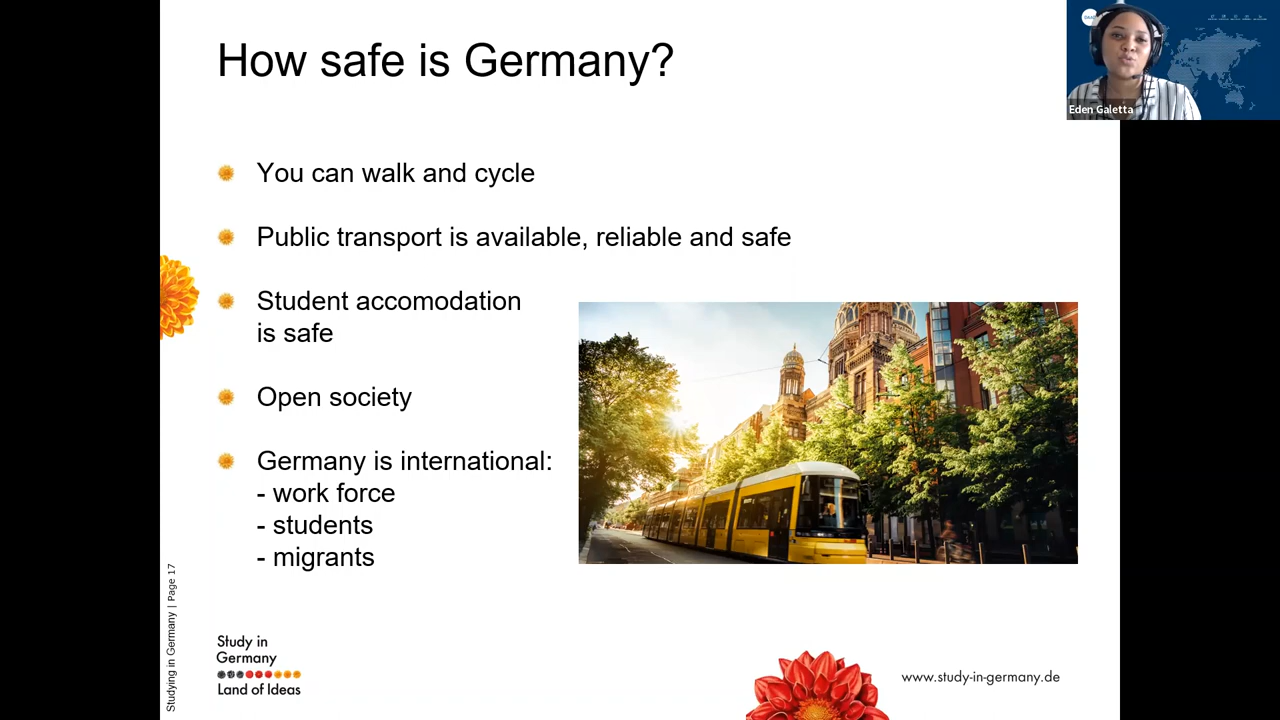 How safe is Germany?
Eden Galetta
You can walk and cycle
Public transport is available, reliable and safe
Student accomodation
is safe
Open society
Germany is international:
- work force
- students
- migrants
Studying in Germany | Page 17
Study in
Germany
Land of Ideas
www.study-in-germany.de